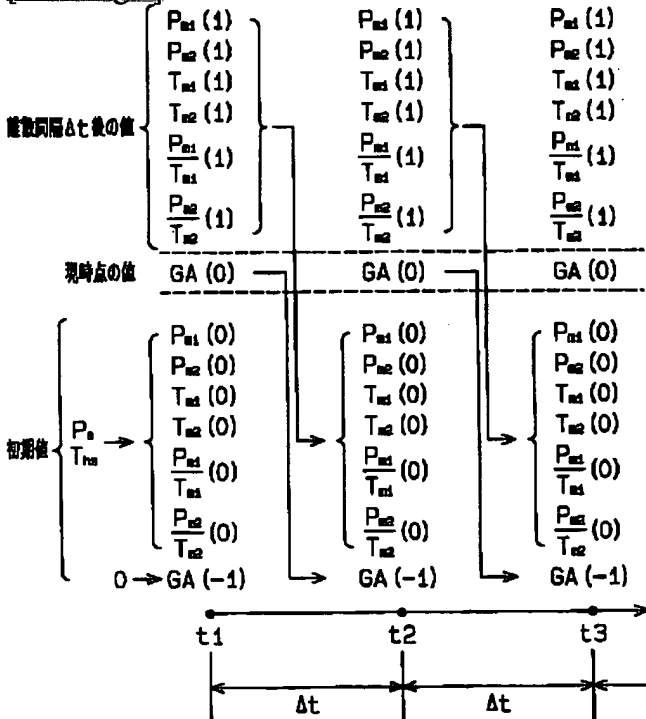 Pm1(1) Pm1(1) Pm1(1)
Pm2(1) Pm2(1) Pm2(1)
Tm1(1) Tm1(1) Tm1(1)
離散間隔Δt後の値 Tm2(1) Tm2(1) Tm2(1)
Pm1/Tm1(1) Pm1/Tm1(1) Pm1/Tm1(1)
Pm2/Tm2(1) Pm2/Tm2(1) Pm2/Tm2(1)
現時点の値 GA(0) GA(0) GA(0)
Pm1(0) Pm1(0) Pm1(0)
Pm2(0) Pm2(0) Pm2(0)
Tm1(0) Tm1(0) Tm1(0)
初期値 Pa Tha → Tm2(0) Tm2(0) Tm2(0)
Pm1/Tm1(0) Pm1/Tm1(0) Pm1/Tm1(0)
Pm2/Tm2(0) Pm2/Tm2(0) Pm2/Tm2(0)
0→GA(-1) GA(-1) GA(-1)
t1 t2 t3
Δt Δt